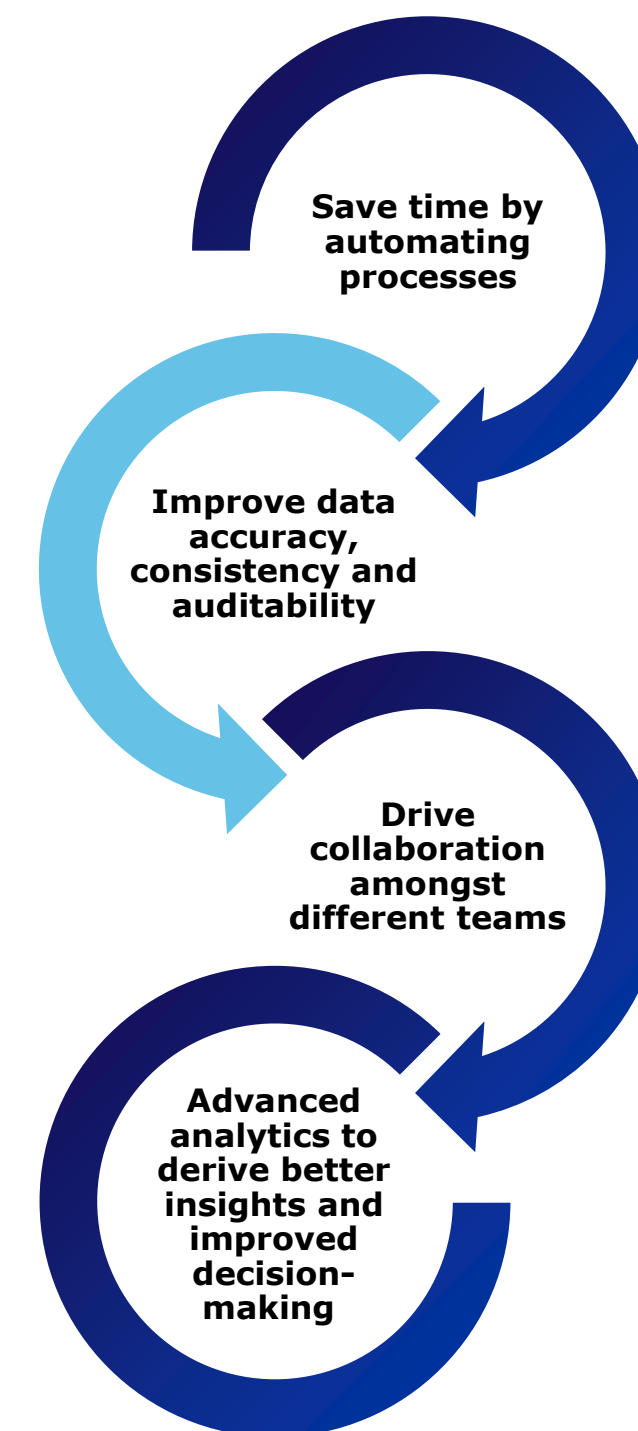 Save time by
automating
processes
Improve data
accuracy,
consistency and
auditability
Drive
collaboration
amongst
different teams
Advanced
analytics to
derive better
insights and
improved
decision-
making